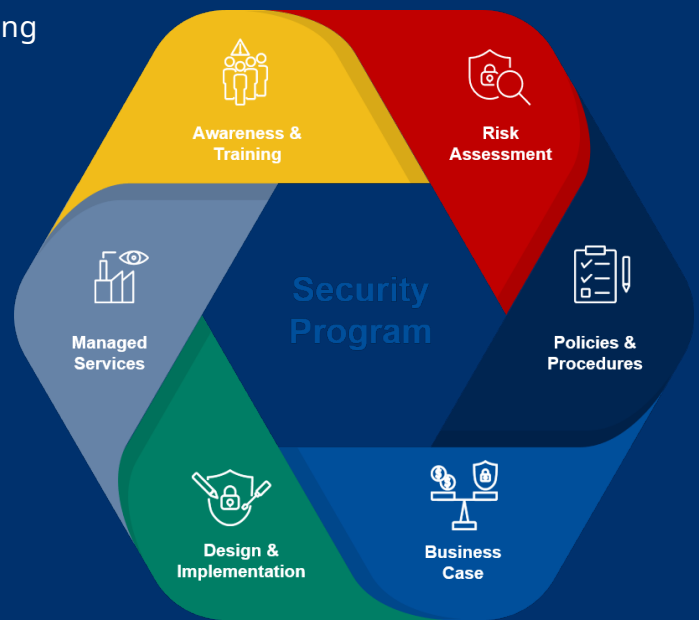 ng
Awareness &
Training
Risk
Assessment
Security
Program
Managed
Services
Policies &
Procedures
Design &
Implementation
Business
Case